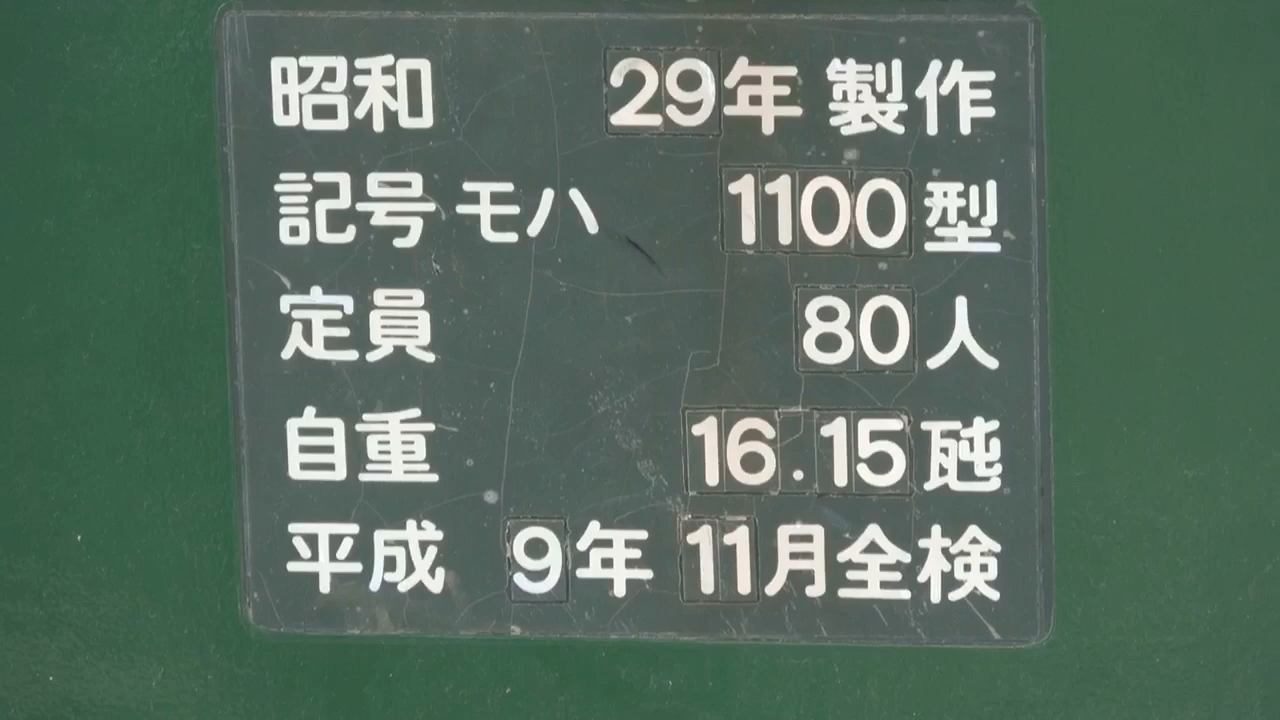 昭和 29年 製作
記号 モハ 1100型
定員 80人
自重 16.15瓲
平成 9年 11月全検